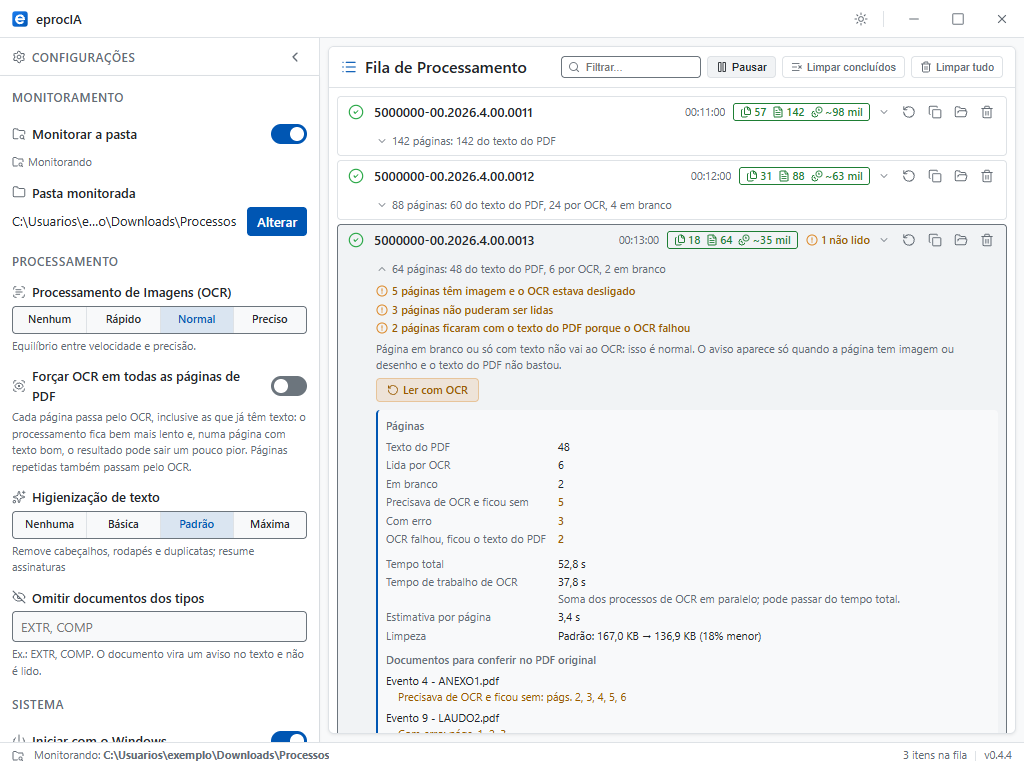 eprocIA
CONFIGURAÇÕES
MONITORAMENTO
Monitorar a pasta
Monitorando
Pasta monitorada
C:\Usuarios\e...o\Downloads\Processos
Alterar
PROCESSAMENTO
Processamento de Imagens (OCR)
Nenhum Rápido Normal Preciso
Equilíbrio entre velocidade e precisão.
Forçar OCR em todas as páginas de
PDF
Cada página passa pelo OCR, inclusive as que já têm texto: o
processamento fica bem mais lento e, numa página com
texto bom, o resultado pode sair um pouco pior. Páginas
repetidas também passam pelo OCR.
Higienização de texto
Nenhuma Básica Padrão Máxima
Remove cabeçalhos, rodapés e duplicatas; resume
assinaturas
Omitir documentos dos tipos
EXTR, COMP
Ex.: EXTR, COMP. O documento vira um aviso no texto e não
é lido.
SISTEMA
Iniciar com o Windows
Fila de Processamento
Filtrar...
Pausar
Limpar concluídos
Limpar tudo
5000000-00.2026.4.00.0011 00:11:00 57 142 ~98 mil
142 páginas: 142 do texto do PDF
5000000-00.2026.4.00.0012 00:12:00 31 88 ~63 mil
88 páginas: 60 do texto do PDF, 24 por OCR, 4 em branco
5000000-00.2026.4.00.0013 00:13:00 18 64 ~35 mil 1 não lido
64 páginas: 48 do texto do PDF, 6 por OCR, 2 em branco
5 páginas têm imagem e o OCR estava desligado
3 páginas não puderam ser lidas
2 páginas ficaram com o texto do PDF porque o OCR falhou
Página em branco ou só com texto não vai ao OCR: isso é normal. O aviso aparece só quando a página tem imagem ou
desenho e o texto do PDF não bastou.
Ler com OCR
Páginas
Texto do PDF 48
Lida por OCR 6
Em branco 2
Precisava de OCR e ficou sem 5
Com erro 3
OCR falhou, ficou o texto do PDF 2
Tempo total 52,8 s
Tempo de trabalho de OCR 37,8 s
Soma dos processos de OCR em paralelo; pode passar do tempo total.
Estimativa por página 3,4 s
Limpeza Padrão: 167,0 KB → 136,9 KB (18% menor)
Documentos para conferir no PDF original
Evento 4 - ANEXO1.pdf
Precisava de OCR e ficou sem: págs. 2, 3, 4, 5, 6
Evento 9 - LAUDO2.pdf
Com erro: págs. 1, 2, 3
Monitorando: C:\Usuarios\exemplo\Downloads\Processos
3 itens na fila
v0.4.4